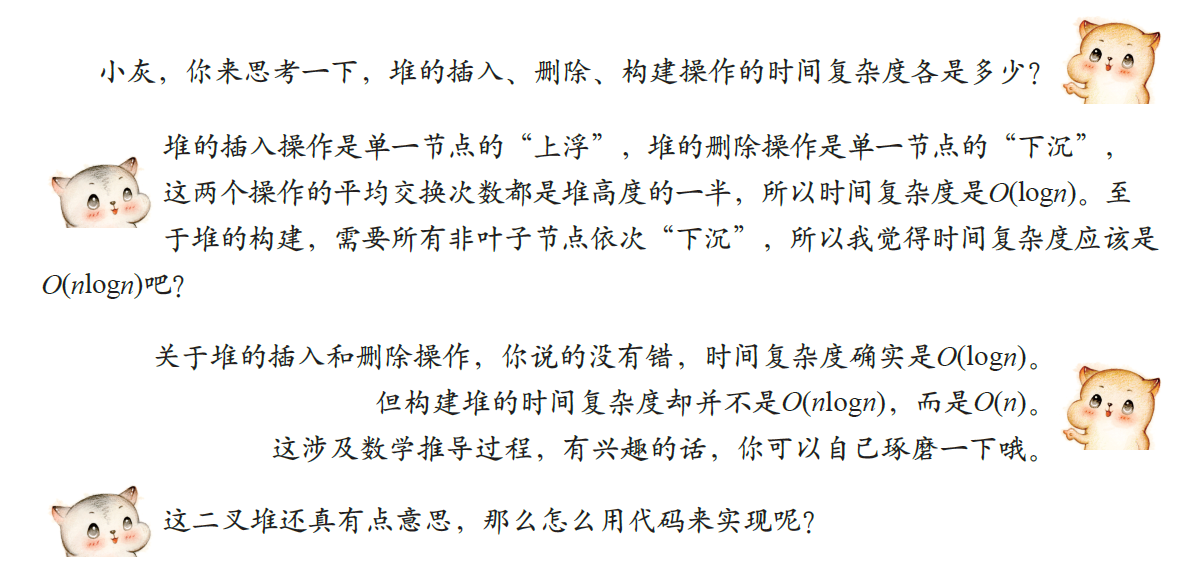 小灰，你来思考一下，堆的插入、删除、构建操作的时间复杂度各是多少？
堆的插入操作是单一节点的“上浮”，堆的删除操作是单一节点的“下沉”，
这两个操作的平均交换次数都是堆高度的一半，所以时间复杂度是O(logn)。至
于堆的构建，需要所有非叶子节点依次“下沉”，所以我觉得时间复杂度应该是
O(nlogn)吧？
关于堆的插入和删除操作，你说的没有错，时间复杂度确实是O(logn)。
但构建堆的时间复杂度却并不是O(nlogn)，而是O(n)。
这涉及数学推导过程，有兴趣的话，你可以自己琢磨一下哦。
这二叉堆还真有点意思，那么怎么用代码来实现呢？